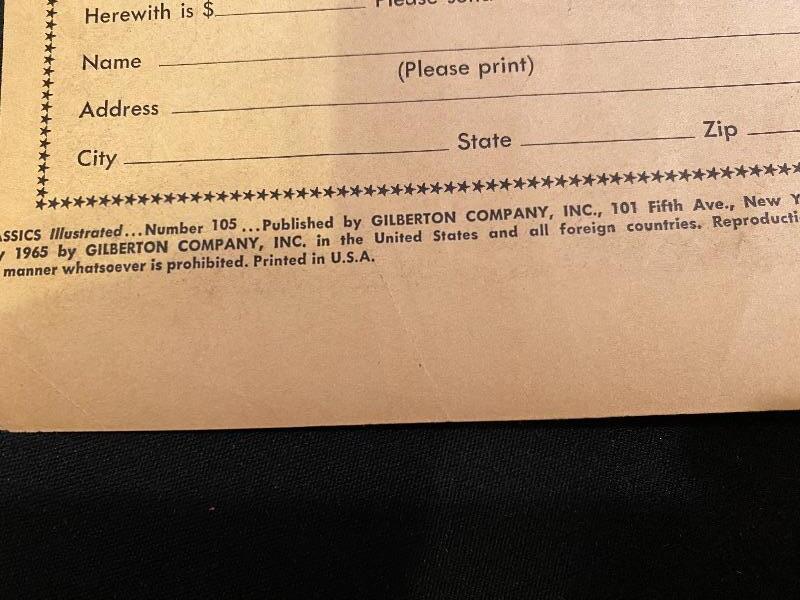 Herewith is $
Name
(Please print)
Address
City State Zip
Illustrated...Number 105...Published by GILBERTON COMPANY, INC., 101 Fifth Ave., New
1965 by GILBERTON COMPANY, INC. in the United States and all foreign countries.
manner whatsoever is prohibited. Printed in U.S.A.